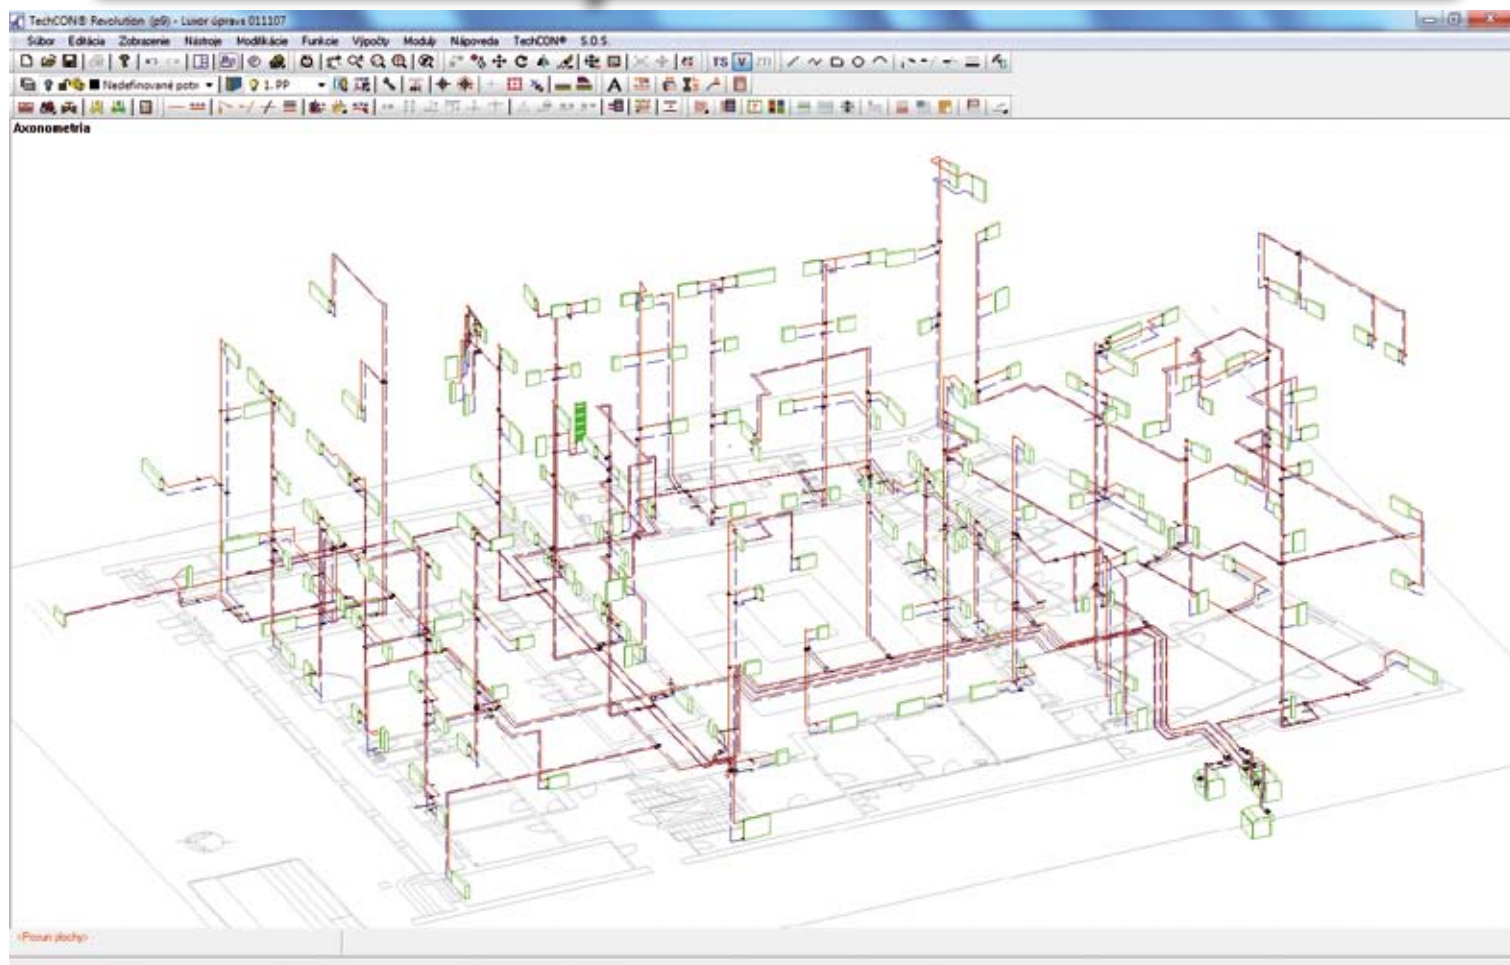 TechCON® Revolution (p9) - Luxor úprava 011107
Súbor Editácia Zobrazenie Nástroje Modifikácie Funkcie Výpočty Moduly Nápoveda TechCON® S.O.S.
TS V m
Nedefinované potr 1. PP A
Axonometria
<Posun plochy>